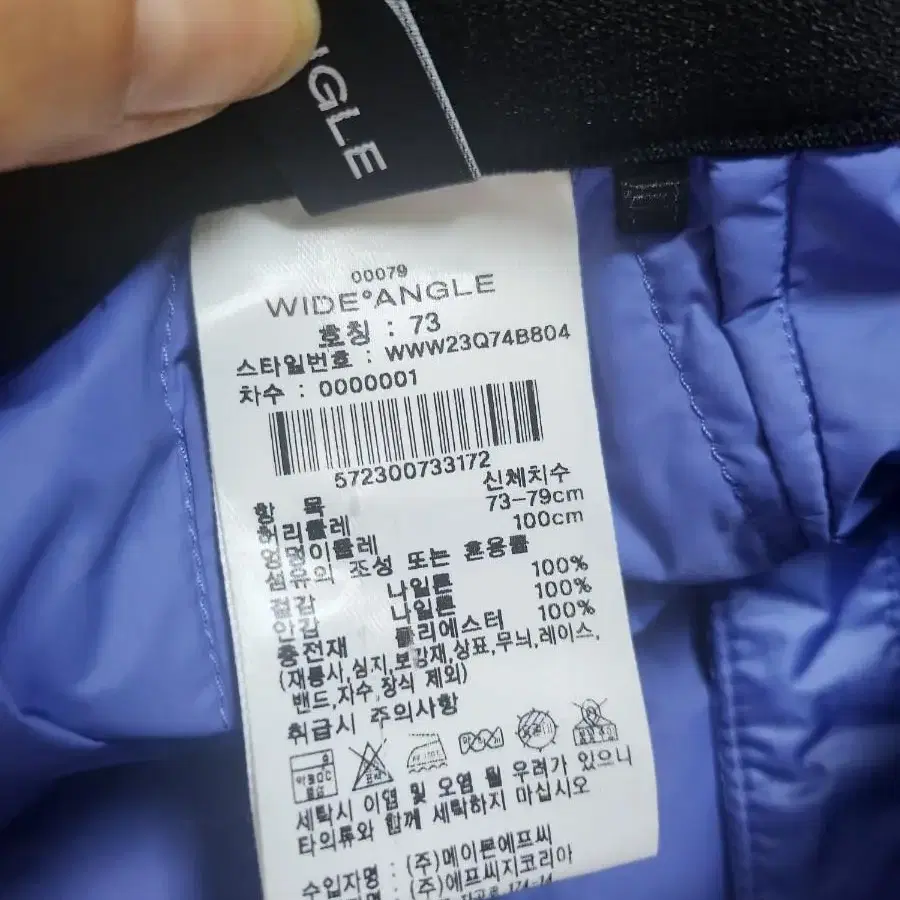 NGLE
00079
WIDE°ANGLE
호칭 : 73
스타일번호 : WWW23Q74B804
차수 : 0000001
572300733172
항 목 신체치수
허리둘레 73-79cm
엉덩이둘레 100cm
섬유의 조성 또는 혼용률
겉감 나일론 100%
안감 나일론 100%
충전재 폴리에스터 100%
(재봉사,심지,보강재,상표,무늬,레이스,
밴드,자수,장식 제외)
취급시 주의사항
세탁시 이염 및 오염 될 우려가 있으니
타의류와 함께 세탁하지 마십시오
수입자명 : (주)메이븐에프씨
: (주)에프씨지코리아